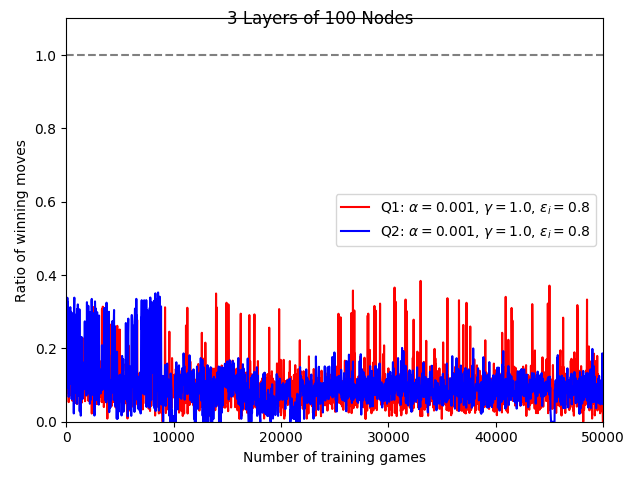 3 Layers of 100 Nodes
1.0
0.8
0.6
0.4
0.2
0.0
Ratio of winning moves
Q1: α = 0.001, γ = 1.0, εᵢ = 0.8
Q2: α = 0.001, γ = 1.0, εᵢ = 0.8
0 10000 20000 30000 40000 50000
Number of training games